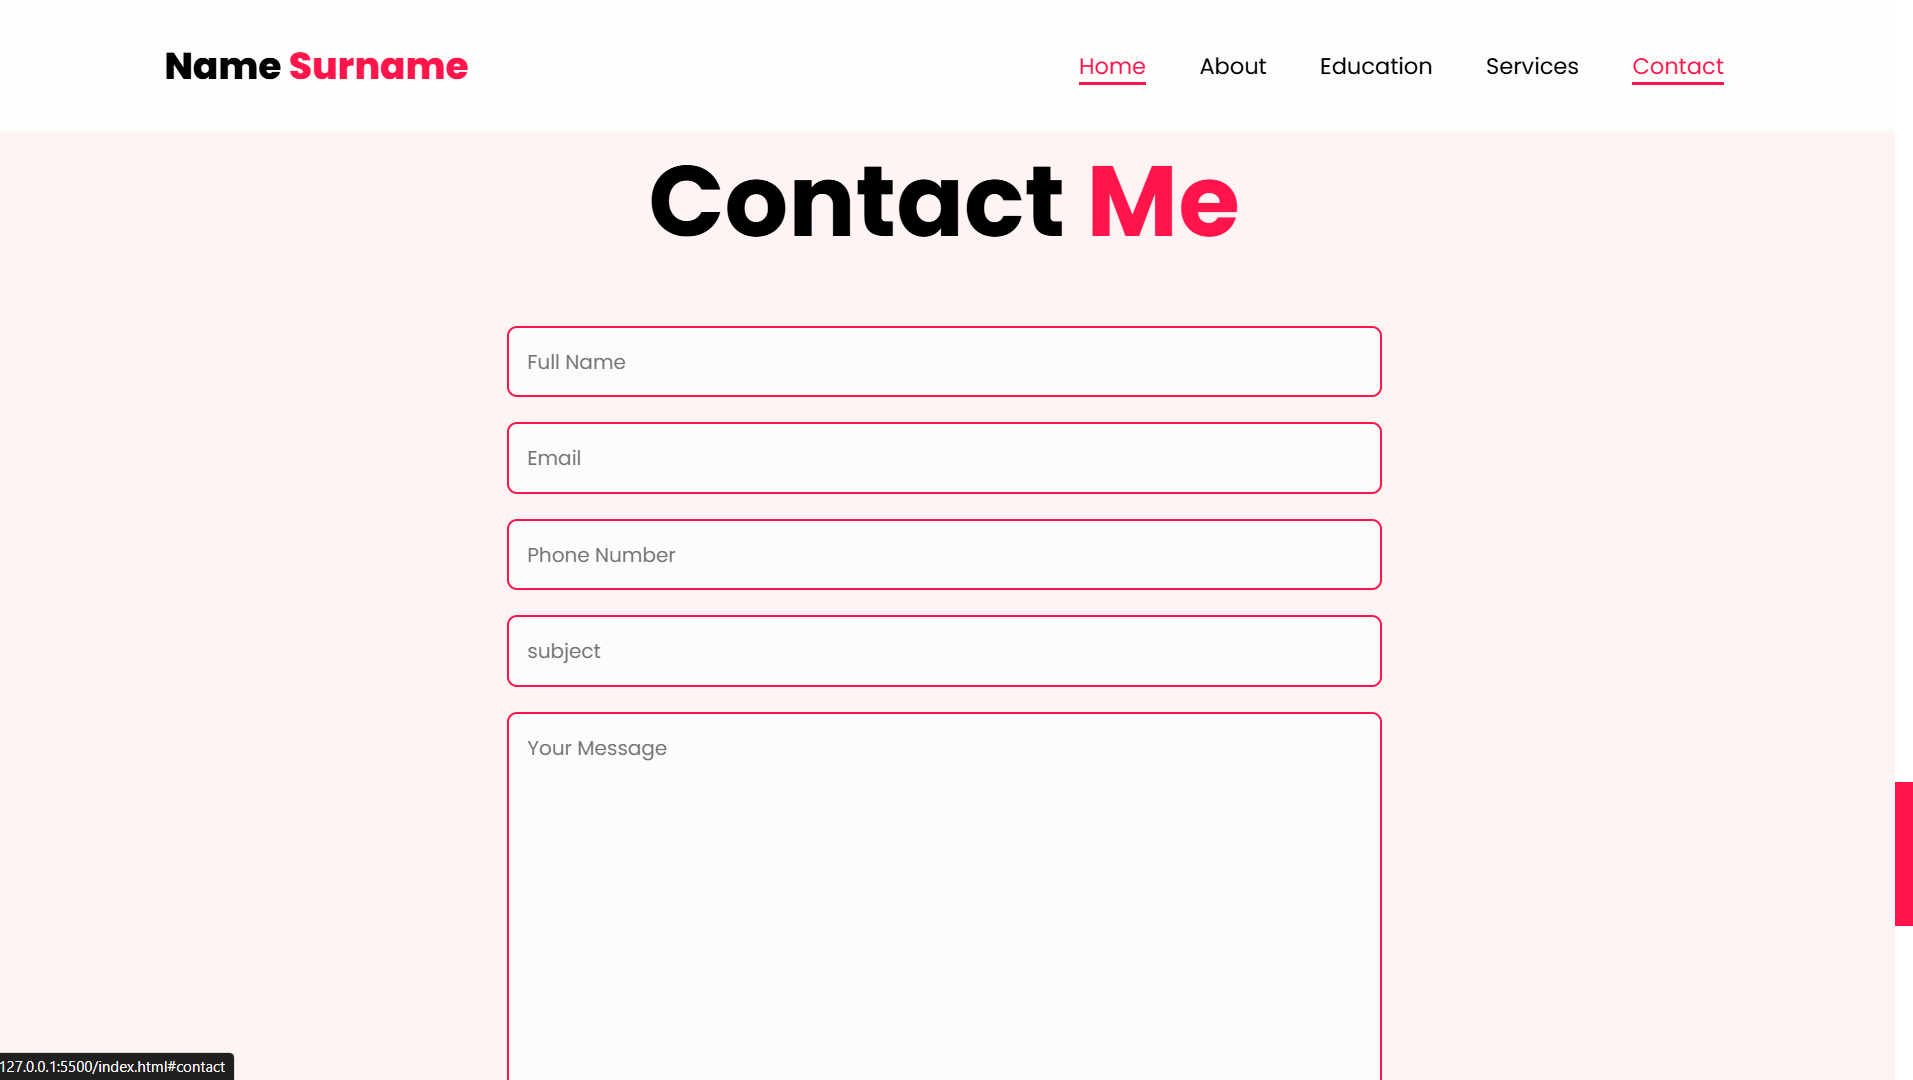 Name Surname
Home About Education Services Contact
Contact Me
Full Name
Email
Phone Number
subject
Your Message
127.0.0.1:5500/index.html#contact